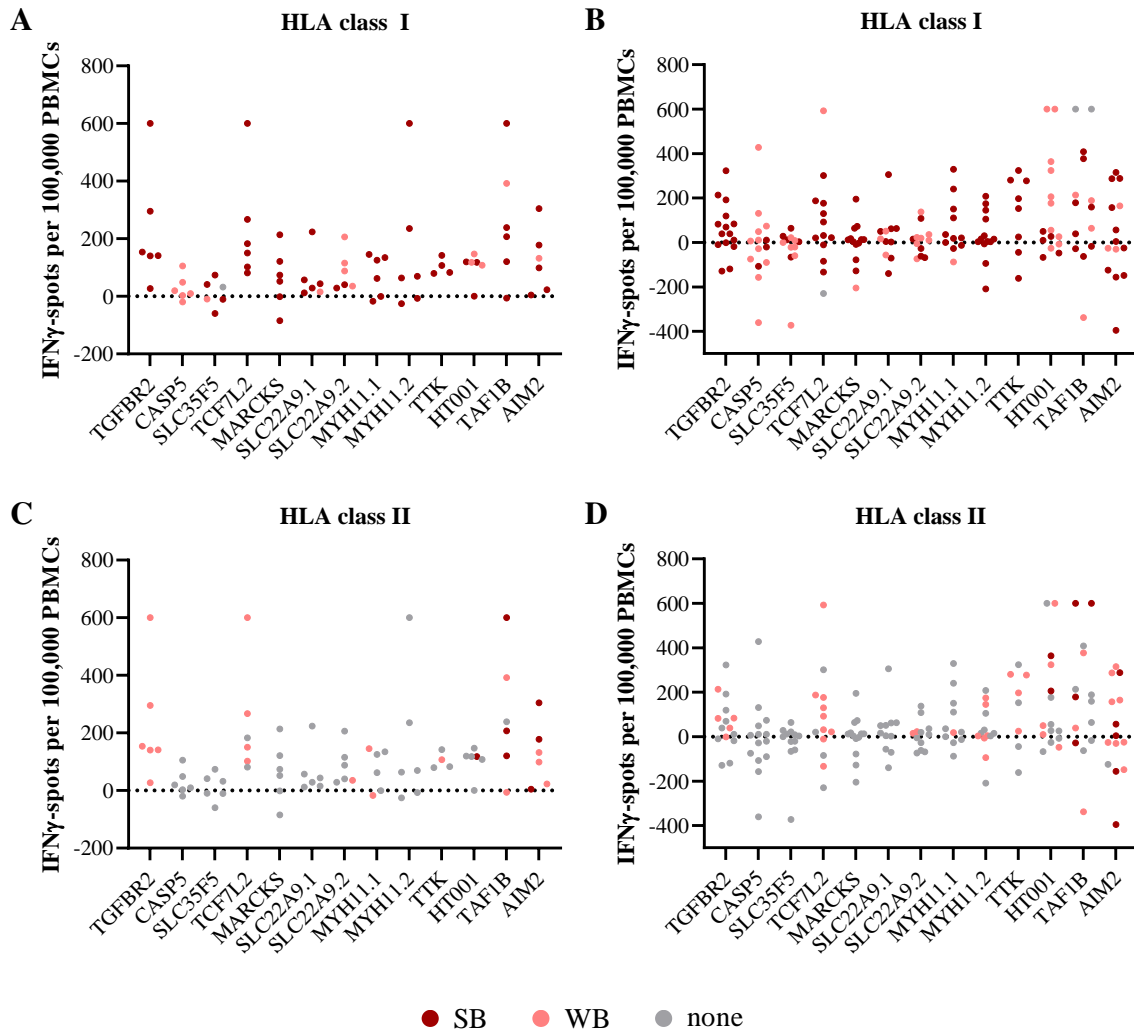 A
HLA class I
IFNγ-spots per 100,000 PBMCs
800
600
400
200
0
-200
TGFBR2
CASP5
SLC35F5
TCF7L2
MARCKS
SLC22A9.1
SLC22A9.2
MYH11.1
MYH11.2
TTK
HT001
TAF1B
AIM2
B
HLA class I
IFNγ-spots per 100,000 PBMCs
800
600
400
200
0
-200
-400
TGFBR2
CASP5
SLC35F5
TCF7L2
MARCKS
SLC22A9.1
SLC22A9.2
MYH11.1
MYH11.2
TTK
HT001
TAF1B
AIM2
C
HLA class II
IFNγ-spots per 100,000 PBMCs
800
600
400
200
0
-200
TGFBR2
CASP5
SLC35F5
TCF7L2
MARCKS
SLC22A9.1
SLC22A9.2
MYH11.1
MYH11.2
TTK
HT001
TAF1B
AIM2
D
HLA class II
IFNγ-spots per 100,000 PBMCs
800
600
400
200
0
-200
-400
TGFBR2
CASP5
SLC35F5
TCF7L2
MARCKS
SLC22A9.1
SLC22A9.2
MYH11.1
MYH11.2
TTK
HT001
TAF1B
AIM2
SB WB none